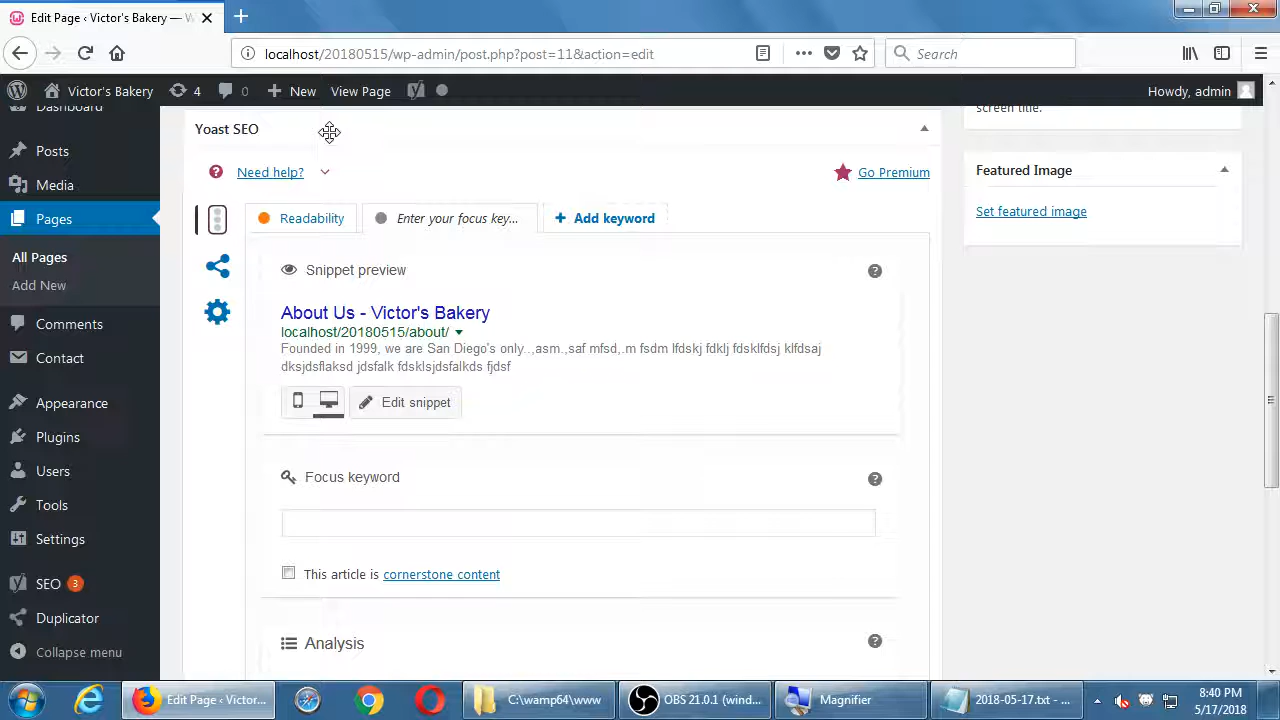 Edit Page ‹ Victor's Bakery — W
localhost/20180515/wp-admin/post.php?post=11&action=edit
Search
Victor's Bakery
4
0
New
View Page
Howdy, admin
Dashboard
Posts
Media
Pages
All Pages
Add New
Comments
Contact
Appearance
Plugins
Users
Tools
Settings
SEO 3
Duplicator
Collapse menu
Yoast SEO
Need help?
Go Premium
Readability
Enter your focus key...
Add keyword
Snippet preview
About Us - Victor's Bakery
localhost/20180515/about/
Founded in 1999, we are San Diego's only..,asm.,saf mfsd,.m fsdm lfdskj fdklj fdsklfdsj klfdsaj
dksjdsflaksd jdsfalk fdsklsjdsfalkds fjdsf
Edit snippet
Focus keyword
This article is cornerstone content
Analysis
screen title.
Featured Image
Set featured image
Edit Page ‹ Victor...
C:\wamp64\www
OBS 21.0.1 (wind...
Magnifier
2018-05-17.txt - ...
8:40 PM
5/17/2018